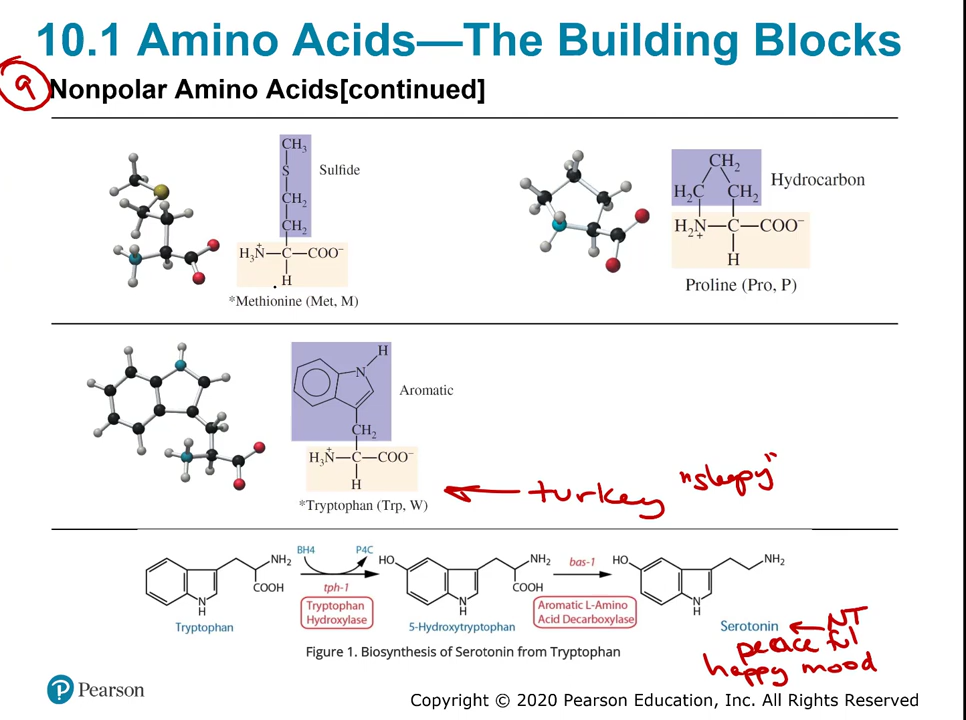 10.1 Amino Acids—The Building Blocks
9
Nonpolar Amino Acids[continued]
CH₃
S
Sulfide
CH₂
CH₂
H₃N⁺—C—COO⁻
H
*Methionine (Met, M)
CH₂
Hydrocarbon
H₂C CH₂
H₂N⁺—C—COO⁻
H
Proline (Pro, P)
H
N
Aromatic
CH₂
H₃N⁺—C—COO⁻
H
*Tryptophan (Trp, W)
turkey "sleepy"
NH₂
COOH
N
H
Tryptophan
BH4 P4C
tph-1
Tryptophan
Hydroxylase
HO
NH₂
COOH
N
H
5-Hydroxytryptophan
bas-1
Aromatic L-Amino
Acid Decarboxylase
HO
NH₂
N
H
Serotonin
NT
peaceful
happy mood
Figure 1. Biosynthesis of Serotonin from Tryptophan
P Pearson
Copyright © 2020 Pearson Education, Inc. All Rights Reserved